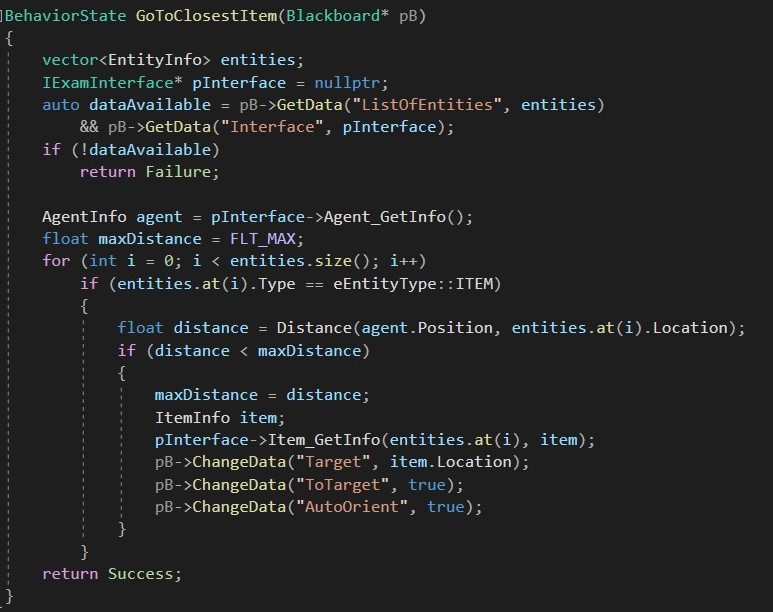 BehaviorState GoToClosestItem(Blackboard* pB)
{
    vector<EntityInfo> entities;
    IExamInterface* pInterface = nullptr;
    auto dataAvailable = pB->GetData("ListOfEntities", entities)
        && pB->GetData("Interface", pInterface);
    if (!dataAvailable)
        return Failure;

    AgentInfo agent = pInterface->Agent_GetInfo();
    float maxDistance = FLT_MAX;
    for (int i = 0; i < entities.size(); i++)
        if (entities.at(i).Type == eEntityType::ITEM)
        {
            float distance = Distance(agent.Position, entities.at(i).Location);
            if (distance < maxDistance)
            {
                maxDistance = distance;
                ItemInfo item;
                pInterface->Item_GetInfo(entities.at(i), item);
                pB->ChangeData("Target", item.Location);
                pB->ChangeData("ToTarget", true);
                pB->ChangeData("AutoOrient", true);
            }
        }
    return Success;
}